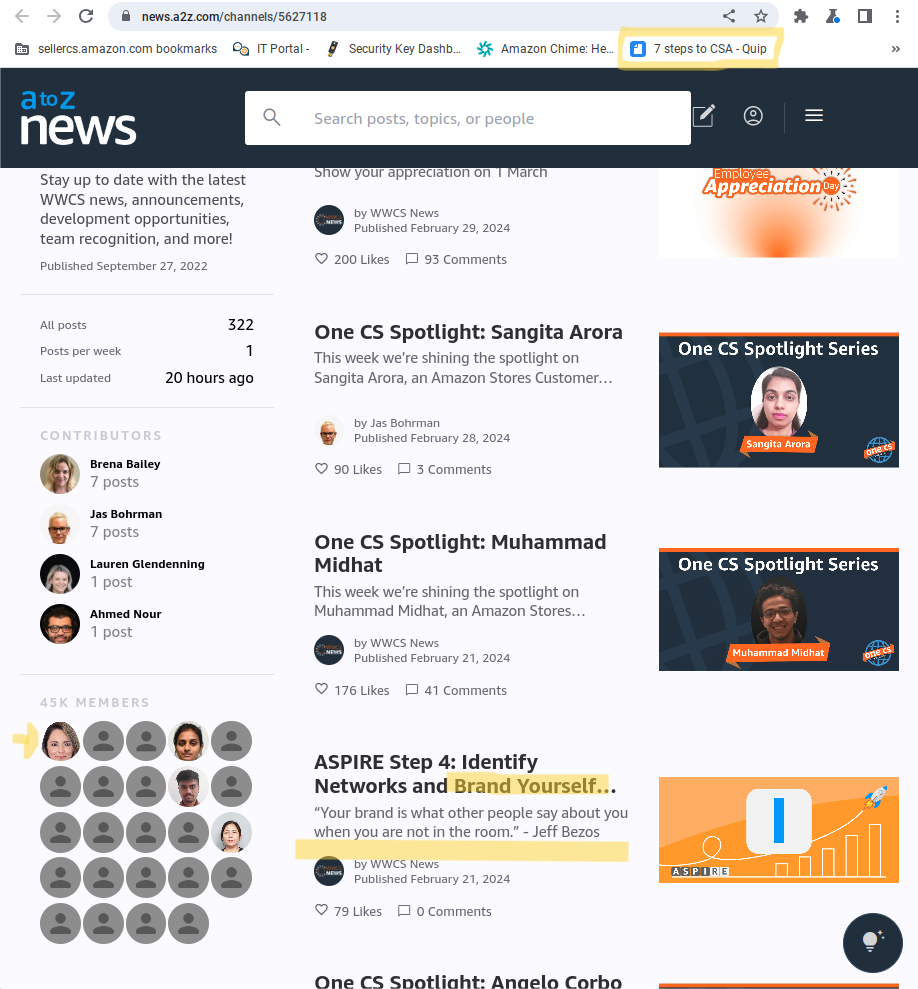 news.a2z.com/channels/5627118
sellercs.amazon.com bookmarks
IT Portal -
Security Key Dashb...
Amazon Chime: He...
7 steps to CSA - Quip
»
a to z
news
Search posts, topics, or people
Stay up to date with the latest
WWCS news, announcements,
development opportunities,
team recognition, and more!
Published September 27, 2022
All posts 322
Posts per week 1
Last updated 20 hours ago
CONTRIBUTORS
Brena Bailey
7 posts
Jas Bohrman
7 posts
Lauren Glendenning
1 post
Ahmed Nour
1 post
45K MEMBERS
Show your appreciation on 1 March
by WWCS News
Published February 29, 2024
200 Likes 93 Comments
Employee
Appreciation Day
One CS Spotlight: Sangita Arora
This week we're shining the spotlight on
Sangita Arora, an Amazon Stores Customer...
by Jas Bohrman
Published February 28, 2024
90 Likes 3 Comments
One CS Spotlight Series
Sangita Arora
one cs
One CS Spotlight: Muhammad
Midhat
This week we're shining the spotlight on
Muhammad Midhat, an Amazon Stores...
NEWS
by WWCS News
Published February 21, 2024
176 Likes 41 Comments
One CS Spotlight Series
Muhammad Midhat
one cs
ASPIRE Step 4: Identify
Networks and Brand Yourself...
“Your brand is what other people say about you
when you are not in the room.” - Jeff Bezos
NEWS
by WWCS News
Published February 21, 2024
79 Likes 0 Comments
ASPIRE
One CS Spotlight: Angelo Corbo